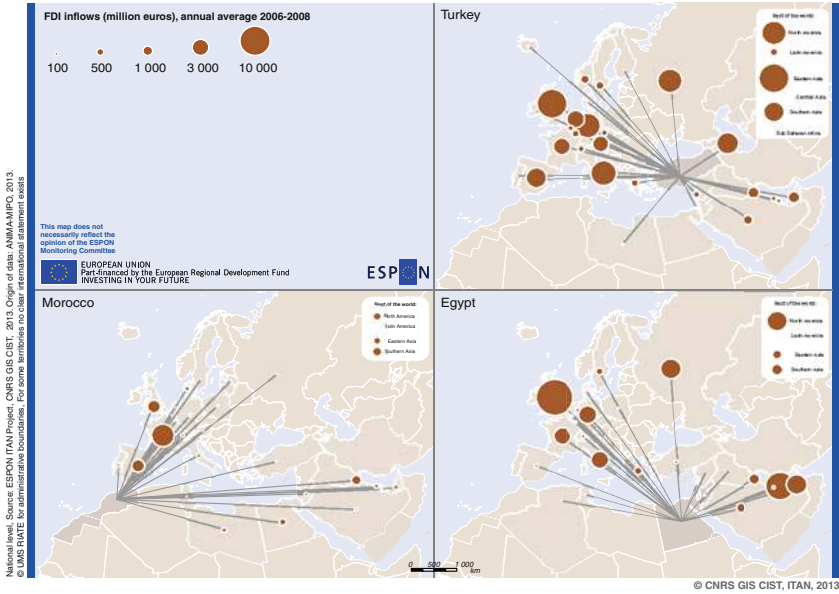 FDI inflows (million euros), annual average 2006-2008
100 500 1 000 3 000 10 000
This map does not
necessarily reflect the
opinion of the ESPON
Monitoring Committee
EUROPEAN UNION
Part-financed by the European Regional Development Fund
INVESTING IN YOUR FUTURE
ESPON
Turkey
Rest of the world:
North America
Latin America
Eastern Asia
Central Asia
Southern Asia
Sub Saharan Africa
Morocco
Rest of the world:
North America
Latin America
Eastern Asia
Southern Asia
Egypt
Rest of the world:
North America
Latin America
Eastern Asia
Southern Asia
0 500 1 000
km
National level, Source: ESPON ITAN Project, CNRS GIS CIST, 2013. Origin of data: ANIMA-MIPO, 2013.
© UMS RIATE for administrative boundaries, For some territories no clear international statement exists
© CNRS GIS CIST, ITAN, 2013